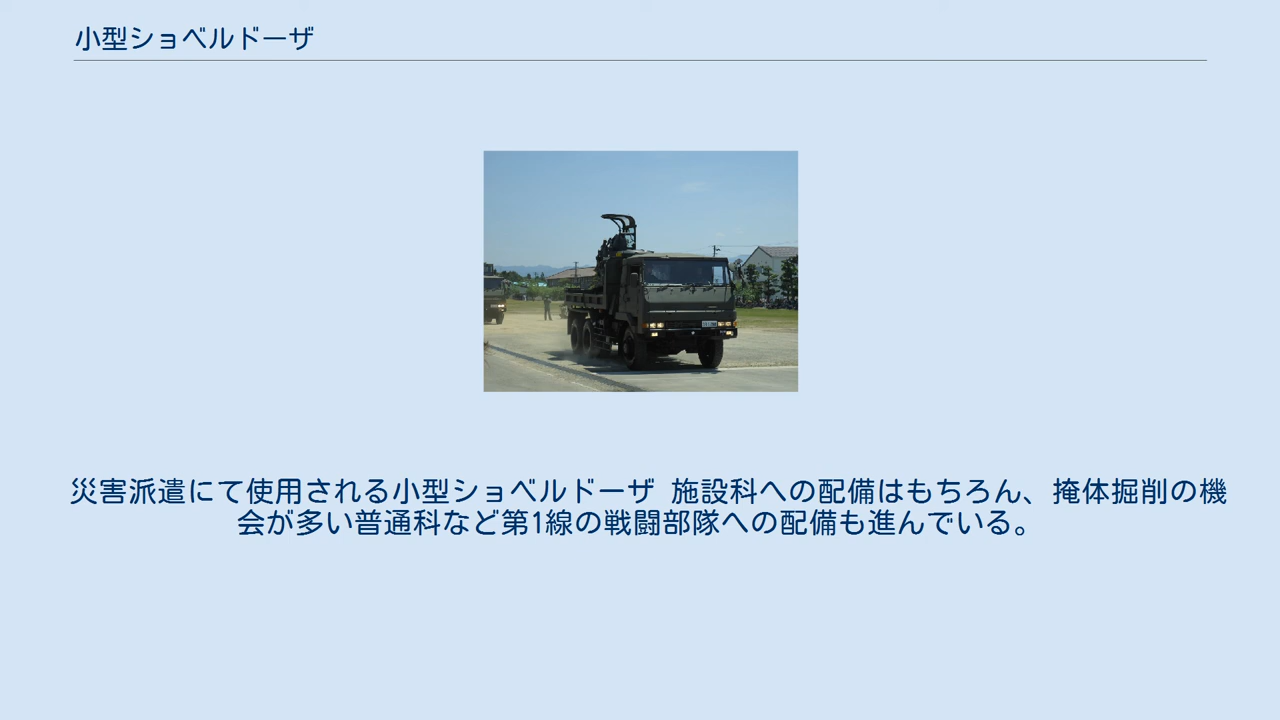 小型ショベルドーザ
災害派遣にて使用される小型ショベルドーザ 施設科への配備はもちろん、掩体掘削の機
会が多い普通科など第1線の戦闘部隊への配備も進んでいる。